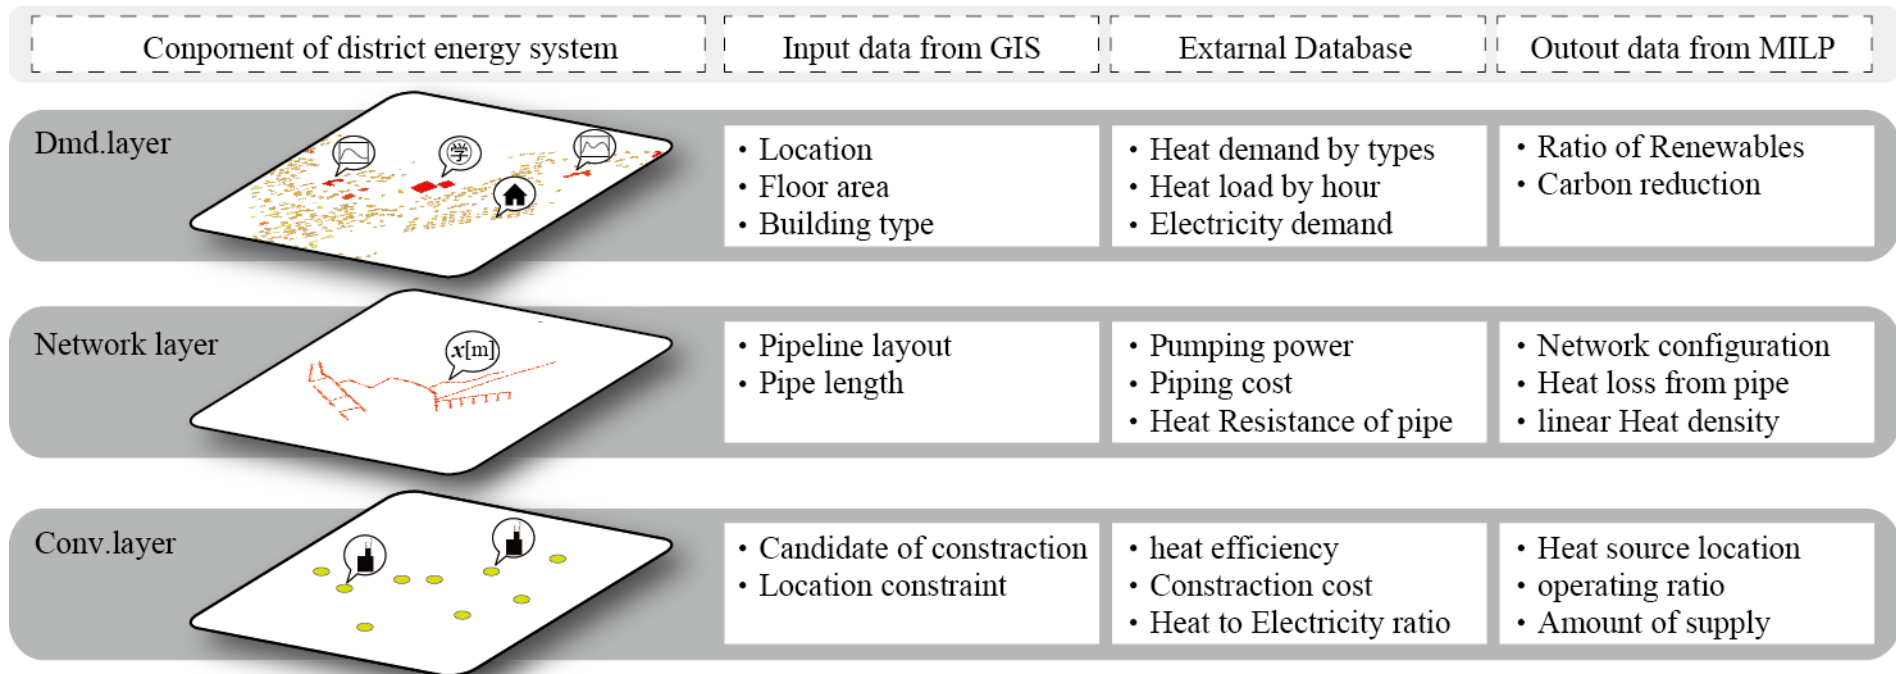 Conpornent of district energy system
Input data from GIS
Extarnal Database
Outout data from MILP
Dmd.layer
学
・Location
・Floor area
・Building type
・Heat demand by types
・Heat load by hour
・Electricity demand
・Ratio of Renewables
・Carbon reduction
Network layer
x[m]
・Pipeline layout
・Pipe length
・Pumping power
・Piping cost
・Heat Resistance of pipe
・Network configuration
・Heat loss from pipe
・linear Heat density
Conv.layer
・Candidate of constraction
・Location constraint
・heat efficiency
・Constraction cost
・Heat to Electricity ratio
・Heat source location
・operating ratio
・Amount of supply